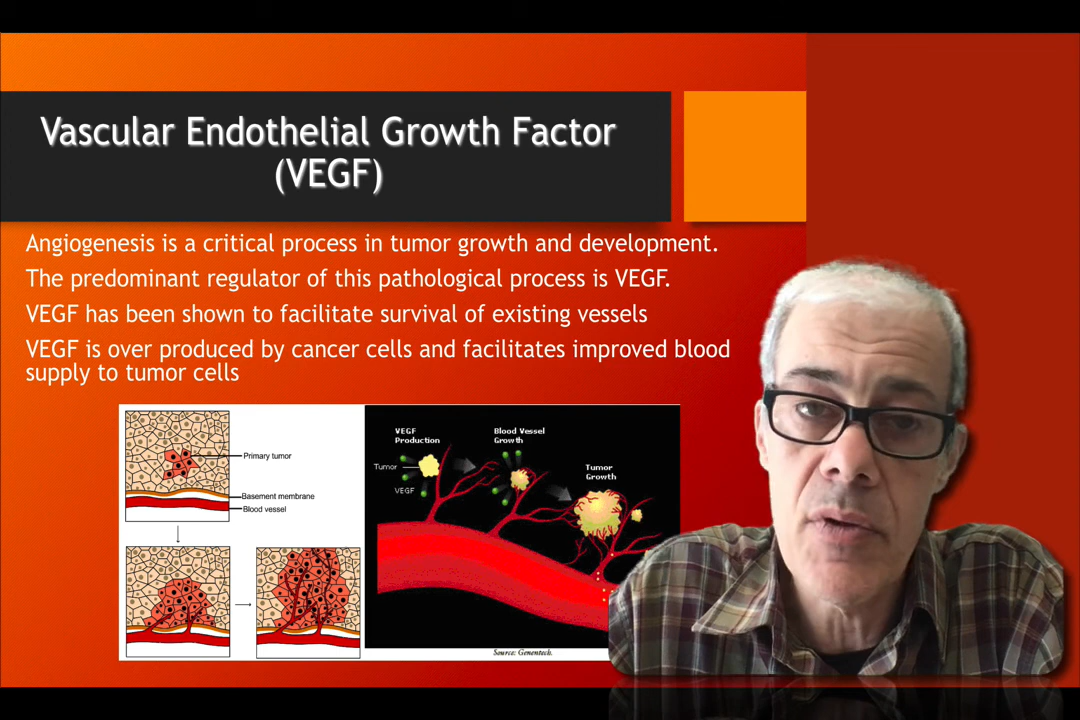 Vascular Endothelial Growth Factor
(VEGF)
Angiogenesis is a critical process in tumor growth and development.
The predominant regulator of this pathological process is VEGF.
VEGF has been shown to facilitate survival of existing vessels
VEGF is over produced by cancer cells and facilitates improved blood
supply to tumor cells
Primary tumor
Basement membrane
Blood vessel
VEGF
Production
Blood Vessel
Growth
Tumor
Growth
Tumor
VEGF
Source: Genentech.